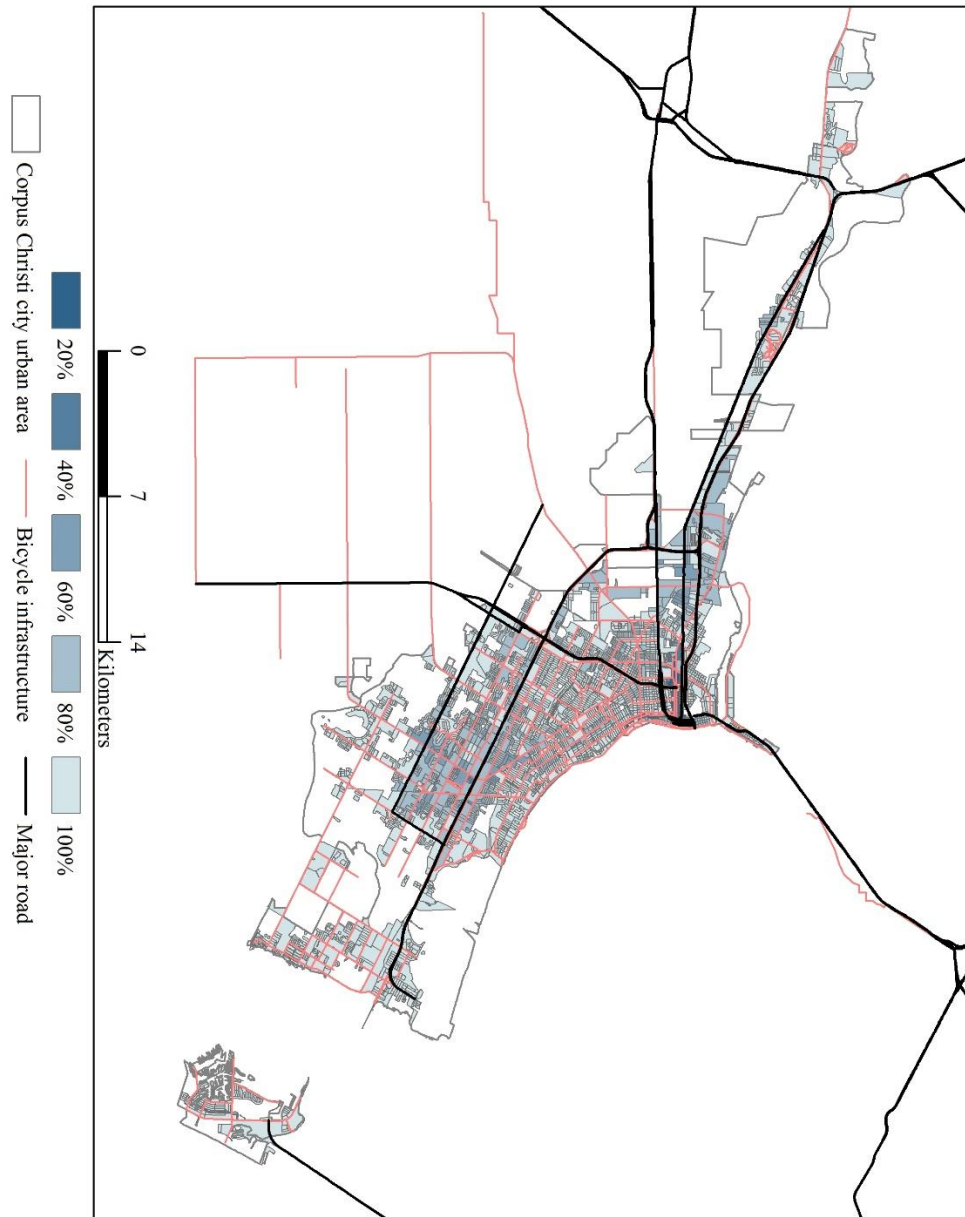 0 7 14
Kilometers
20% 40% 60% 80% 100%
Corpus Christi city urban area Bicycle infrastructure Major road